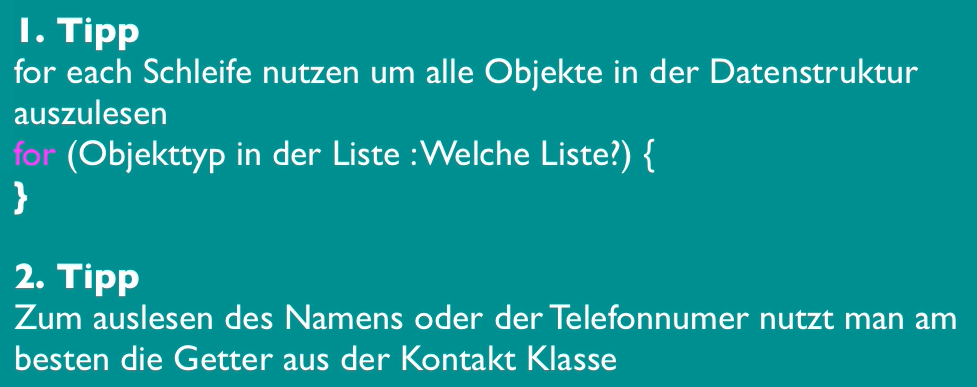 1. Tipp
for each Schleife nutzen um alle Objekte in der Datenstruktur
auszulesen
for (Objekttyp in der Liste : Welche Liste?) {
}
2. Tipp
Zum auslesen des Namens oder der Telefonnumer nutzt man am
besten die Getter aus der Kontakt Klasse